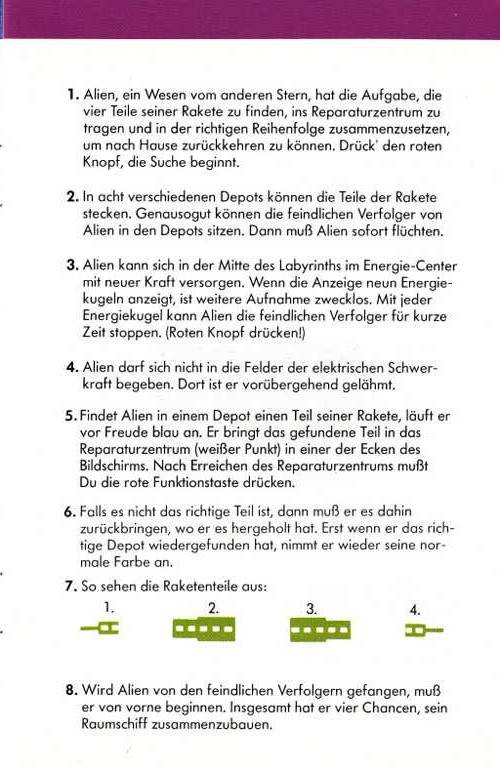 1. Alien, ein Wesen vom anderen Stern, hat die Aufgabe, die
vier Teile seiner Rakete zu finden, ins Reparaturzentrum zu
tragen und in der richtigen Reihenfolge zusammenzusetzen,
um nach Hause zurückkehren zu können. Drück' den roten
Knopf, die Suche beginnt.
2. In acht verschiedenen Depots können die Teile der Rakete
stecken. Genausogut können die feindlichen Verfolger von
Alien in den Depots sitzen. Dann muß Alien sofort flüchten.
3. Alien kann sich in der Mitte des Labyrinths im Energie-Center
mit neuer Kraft versorgen. Wenn die Anzeige neun Energie-
kugeln anzeigt, ist weitere Aufnahme zwecklos. Mit jeder
Energiekugel kann Alien die feindlichen Verfolger für kurze
Zeit stoppen. (Roten Knopf drücken!)
4. Alien darf sich nicht in die Felder der elektrischen Schwer-
kraft begeben. Dort ist er vorübergehend gelähmt.
5. Findet Alien in einem Depot einen Teil seiner Rakete, läuft er
vor Freude blau an. Er bringt das gefundene Teil in das
Reparaturzentrum (weißer Punkt) in einer der Ecken des
Bildschirms. Nach Erreichen des Reparaturzentrums mußt
Du die rote Funktionstaste drücken.
6. Falls es nicht das richtige Teil ist, dann muß er es dahin
zurückbringen, wo er es hergeholt hat. Erst wenn er das rich-
tige Depot wiedergefunden hat, nimmt er wieder seine nor-
male Farbe an.
7. So sehen die Raketenteile aus:
1. 2. 3. 4.
8. Wird Alien von den feindlichen Verfolgern gefangen, muß
er von vorne beginnen. Insgesamt hat er vier Chancen, sein
Raumschiff zusammenzubauen.